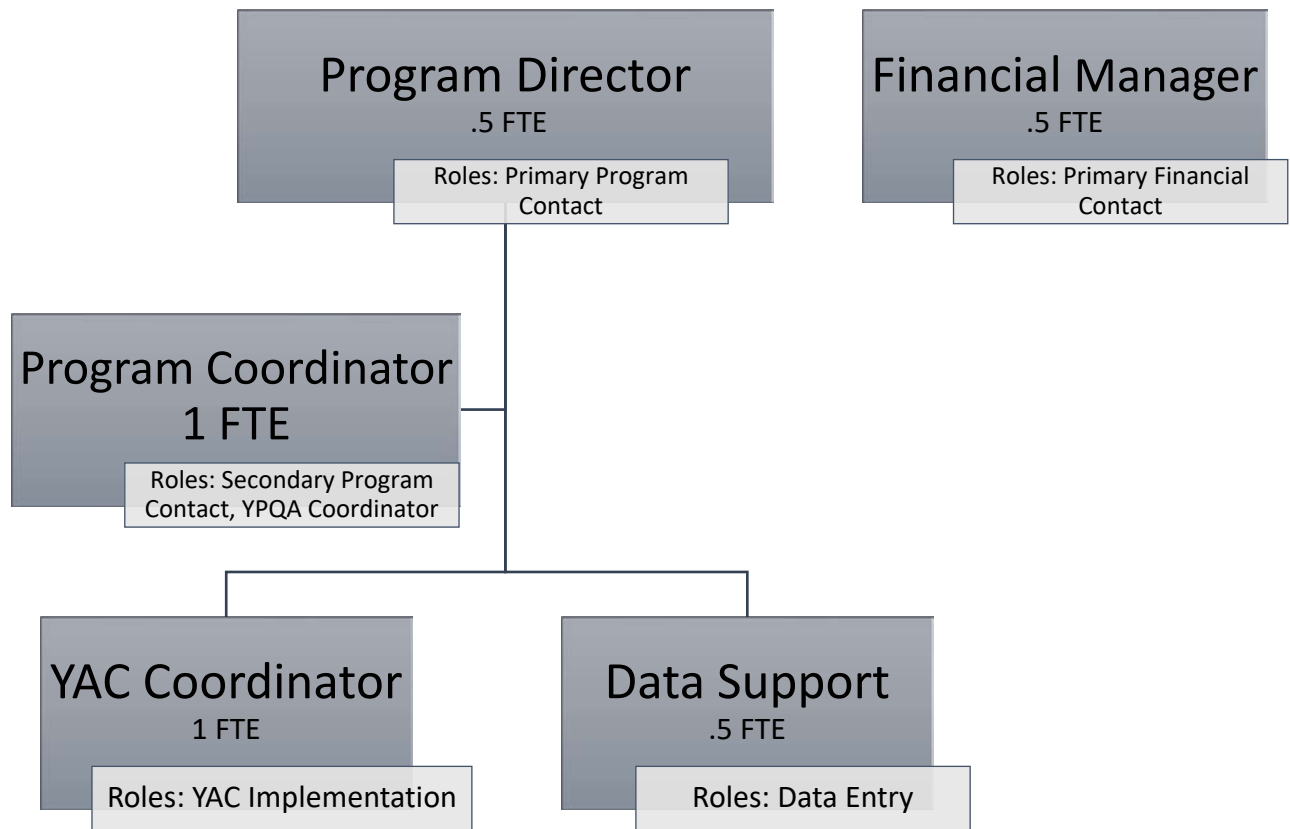 Program Director
.5 FTE
Roles: Primary Program
Contact
Financial Manager
.5 FTE
Roles: Primary Financial
Contact
Program Coordinator
1 FTE
Roles: Secondary Program
Contact, YPQA Coordinator
YAC Coordinator
1 FTE
Roles: YAC Implementation
Data Support
.5 FTE
Roles: Data Entry